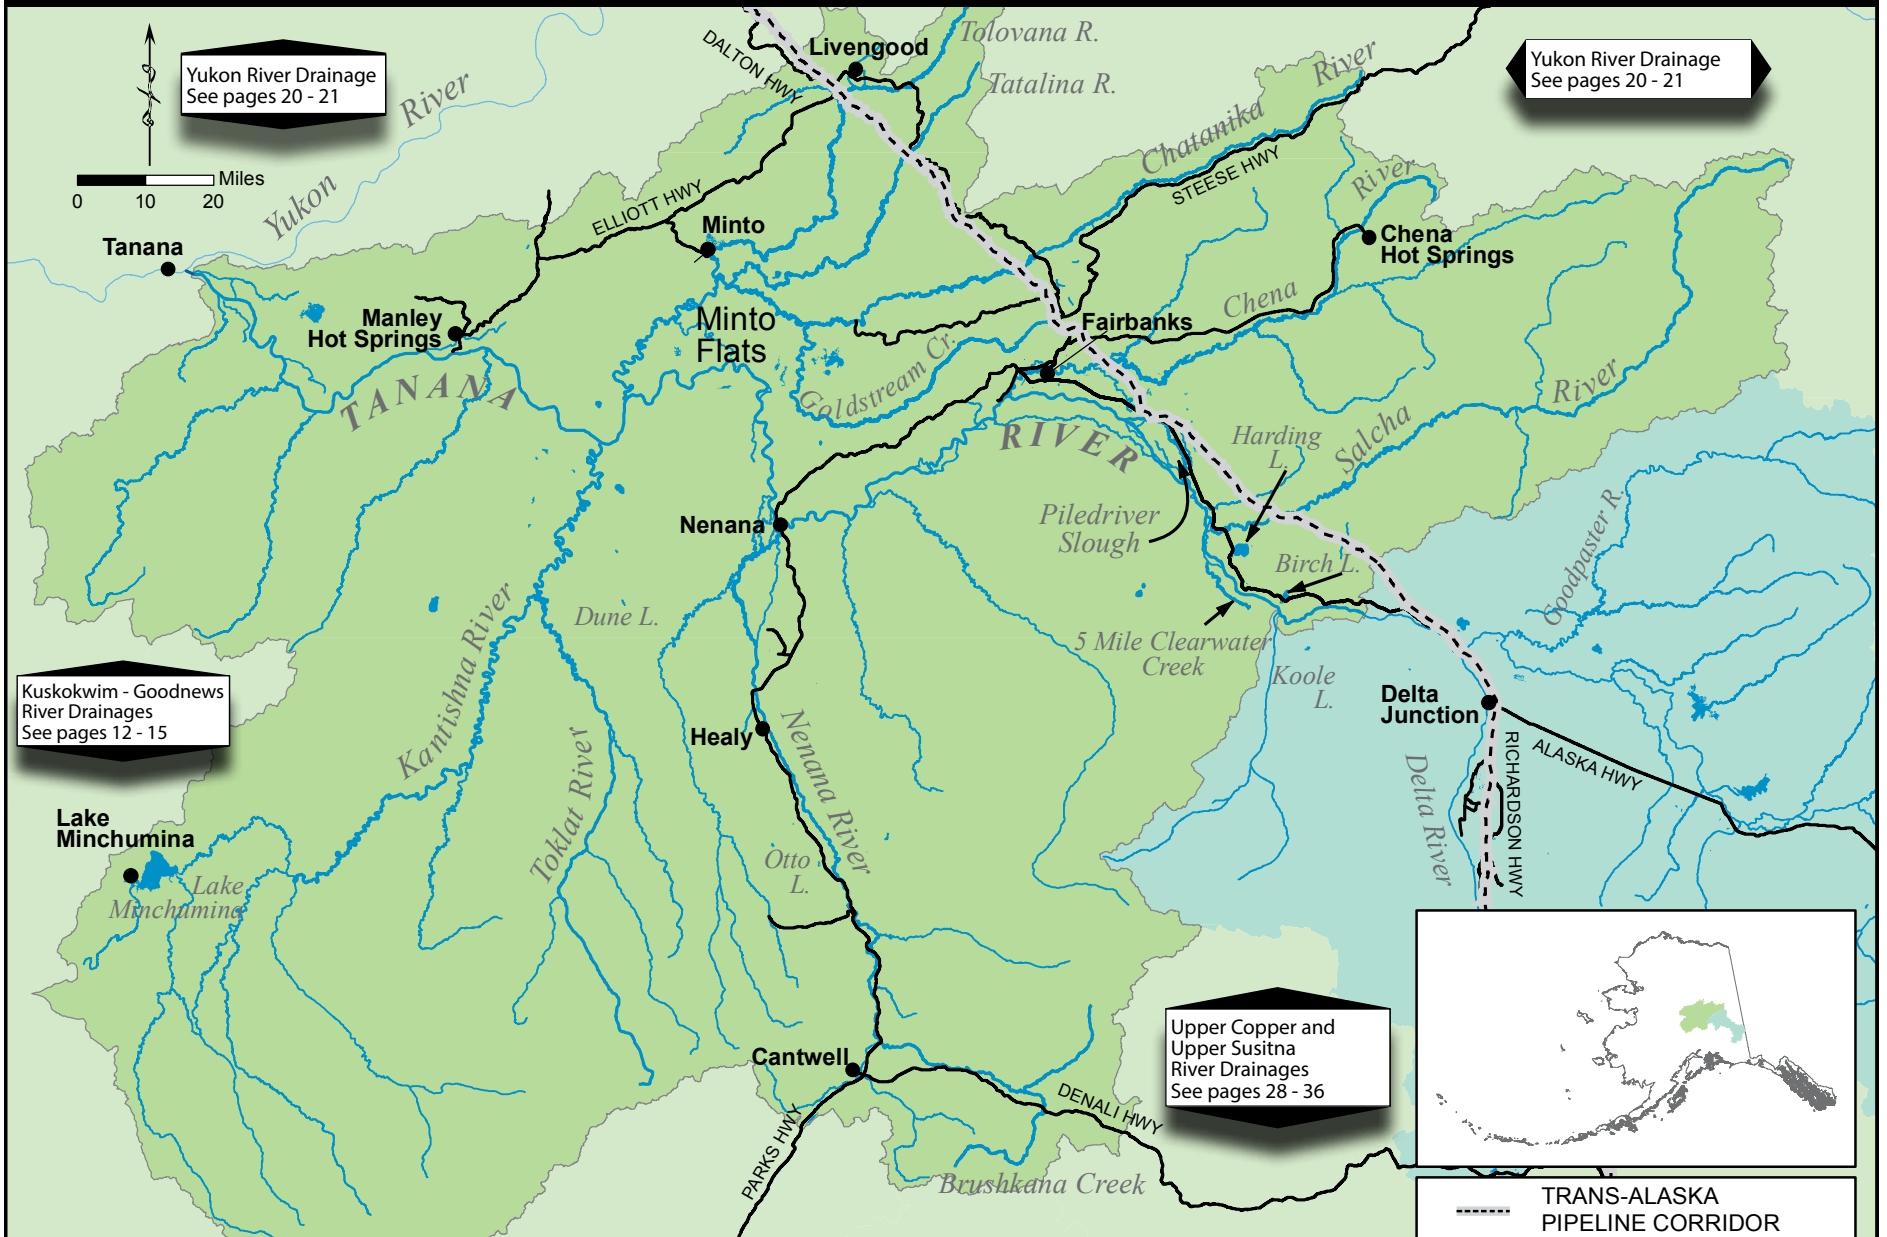 Yukon River Drainage
See pages 20 - 21
Yukon River Drainage
See pages 20 - 21
Miles
0 10 20
Yukon River
DALTON HWY
Livengood
Tolovana R.
Tatalina R.
Chatanika River
STEESE HWY
ELLIOTT HWY
Minto
Tanana
Chena
Hot Springs
Chena River
Manley
Hot Springs
Minto
Flats
Fairbanks
Goldstream Cr.
TANANA RIVER
Harding
L.
Salcha River
Piledriver
Slough
Nenana
Birch L.
Goodpaster R.
Dune L.
5 Mile Clearwater
Creek
Koole
L.
Kantishna River
Kuskokwim - Goodnews
River Drainages
See pages 12 - 15
Toklat River
Healy
Nenana River
Delta
Junction
Delta River
RICHARDSON HWY
ALASKA HWY
Lake
Minchumina
Lake
Minchumina
Otto
L.
Cantwell
PARKS HWY
DENALI HWY
Brushkana Creek
Upper Copper and
Upper Susitna
River Drainages
See pages 28 - 36
TRANS-ALASKA
PIPELINE CORRIDOR